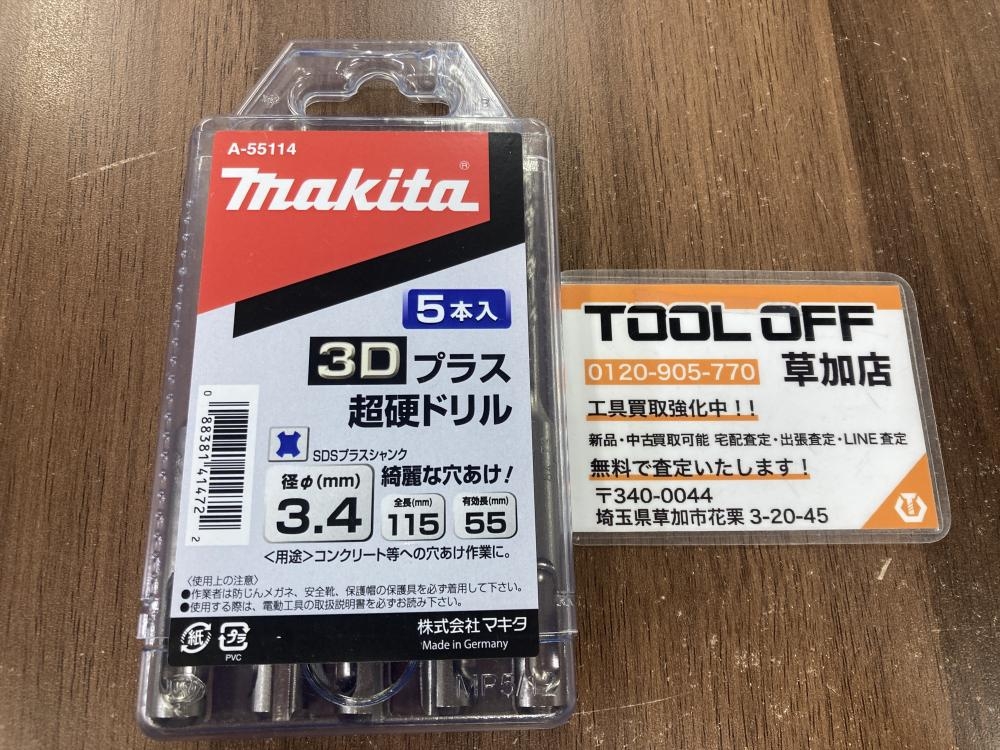 A-55114
makita®
5本入
3Dプラス
超硬ドリル
SDSプラスシャンク
綺麗な穴あけ!
径φ(mm)
3.4
全長(mm)
115
有効長(mm)
55
<用途>コンクリート等への穴あけ作業に。
〈使用上の注意〉
●作業者は防じんメガネ、安全靴、保護帽の保護具を必ず着用して下さい。
●使用する際は、電動工具の取扱説明書を必ずお読み下さい。
紙
プラ
PVC
株式会社マキタ
Made in Germany
0 88381 41472 2
TOOL OFF
0120-905-770
草加店
工具買取強化中!!
新品・中古買取可能 宅配査定・出張査定・LINE査定
無料で査定いたします!
〒340-0044
埼玉県草加市花栗 3-20-45